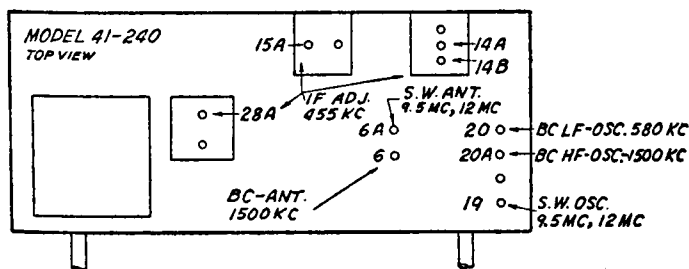 MODEL 41-240
TOP VIEW
15A
14A
14B
IF ADJ.
455 KC
28A
S.W. ANT.
9.5 MC, 12 MC
6A
6
BC-ANT.
1500 KC
20
BC LF-OSC. 580 KC
20A
BC HF-OSC.-1500 KC
19
S.W. OSC.
9.5 MC, 12 MC